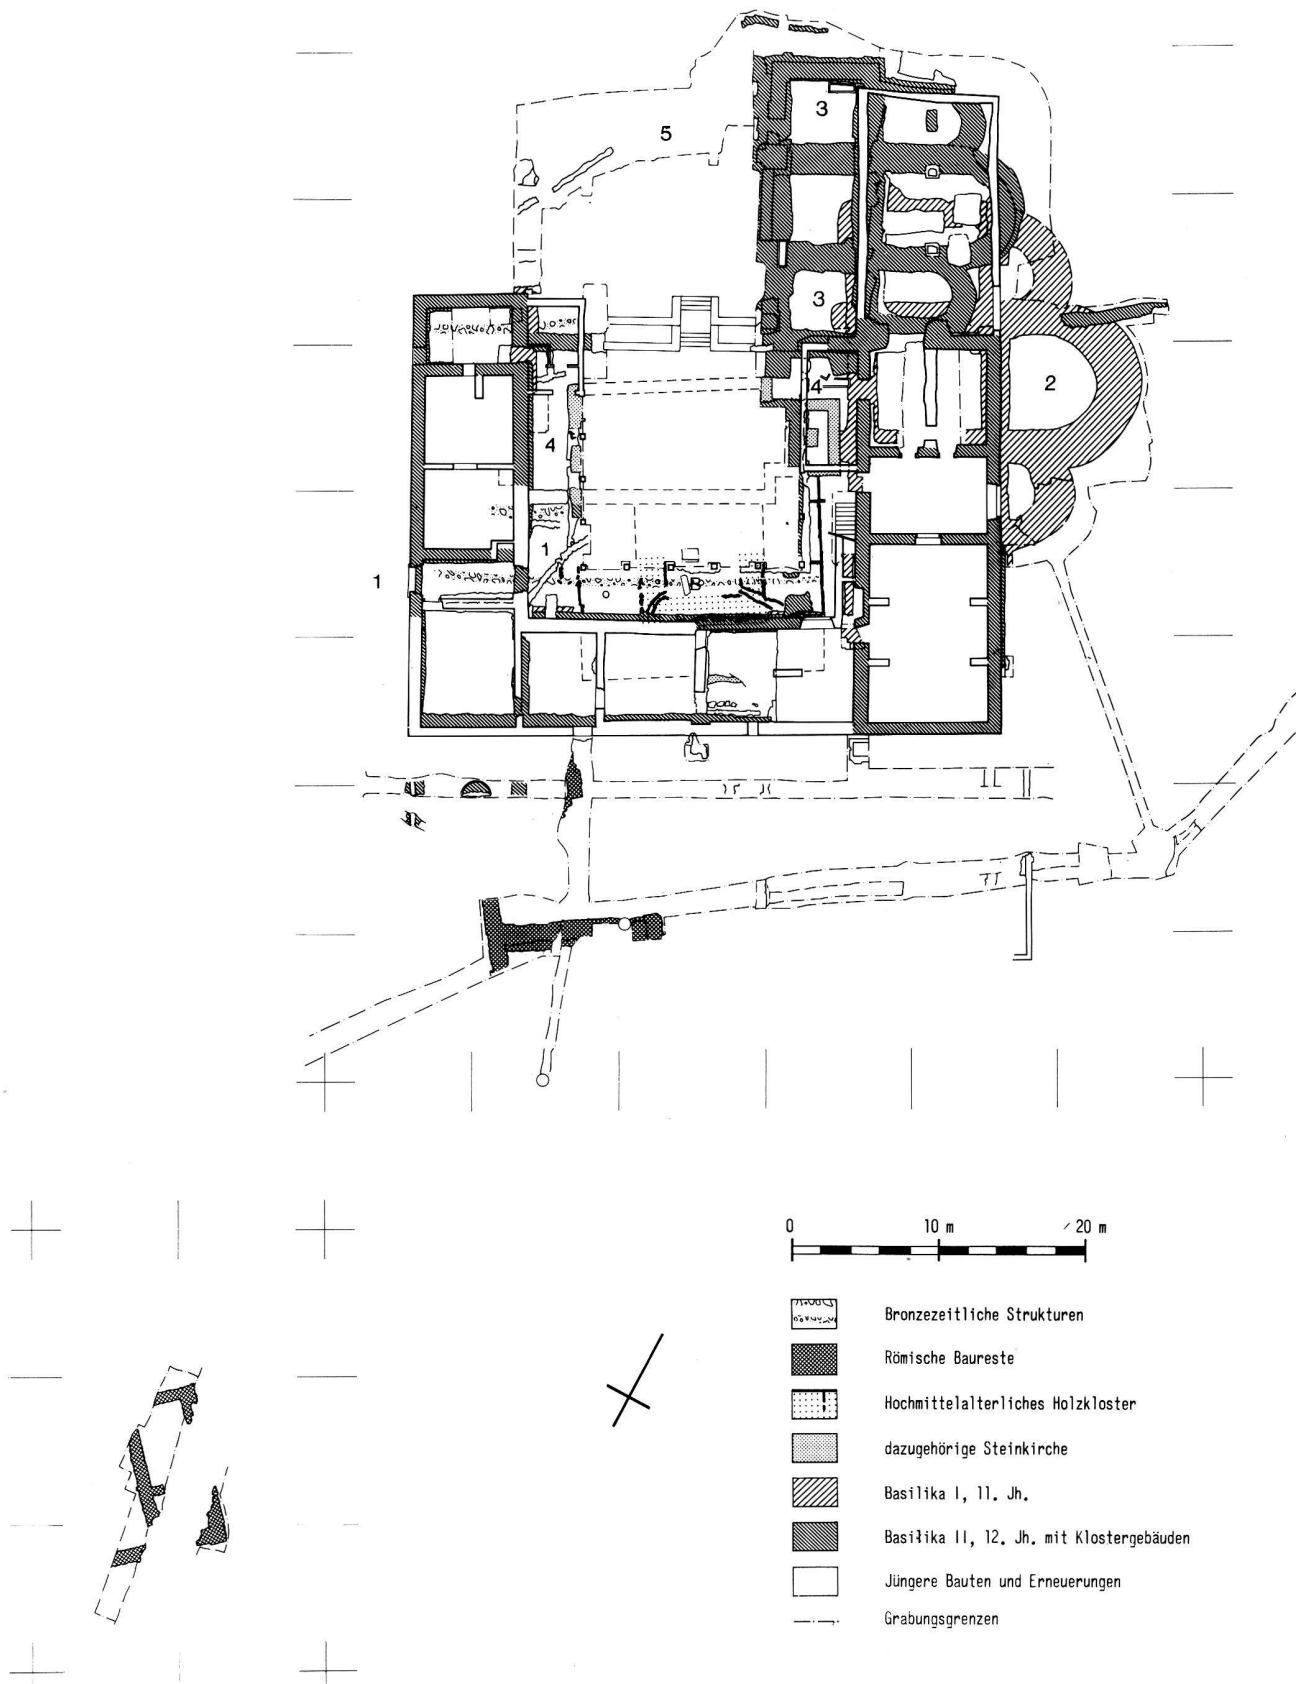 5
3
3
2
4
4
1
1
0 10 m 20 m
Bronzezeitliche Strukturen
Römische Baureste
Hochmittelalterliches Holzkloster
dazugehörige Steinkirche
Basilika I, 11. Jh.
Basilika II, 12. Jh. mit Klostergebäuden
Jüngere Bauten und Erneuerungen
Grabungsgrenzen